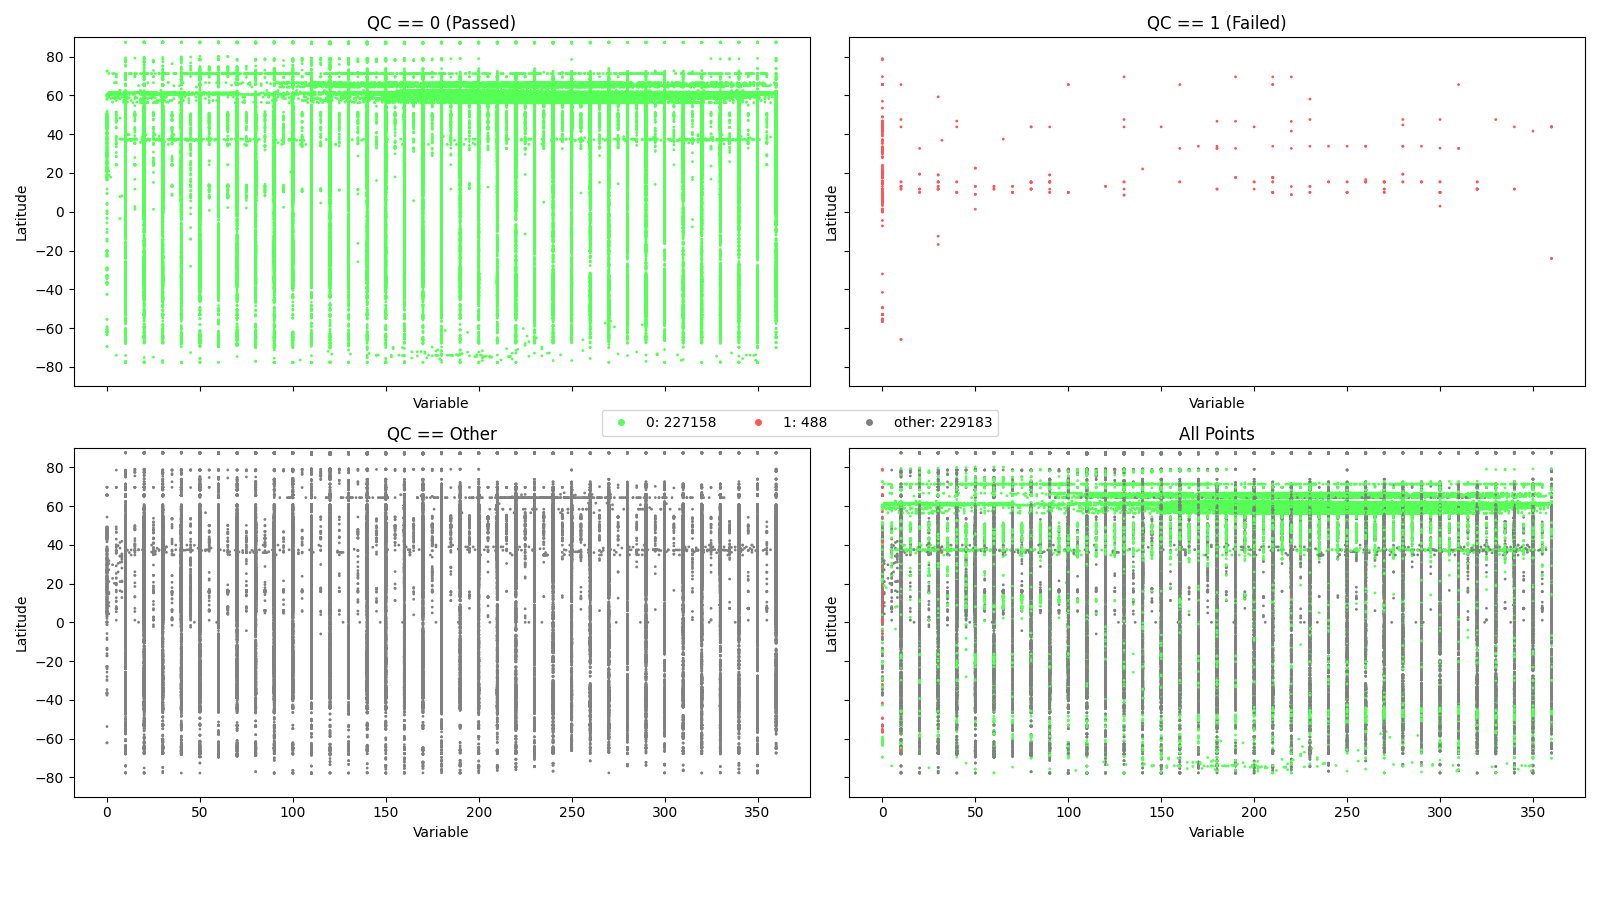 QC == 0 (Passed)
QC == 1 (Failed)
80
60
40
20
0
−20
−40
−60
−80
Latitude
Latitude
Variable
Variable
0: 227158
1: 488
other: 229183
QC == Other
All Points
80
60
40
20
0
−20
−40
−60
−80
Latitude
Latitude
0 50 100 150 200 250 300 350
0 50 100 150 200 250 300 350
Variable
Variable